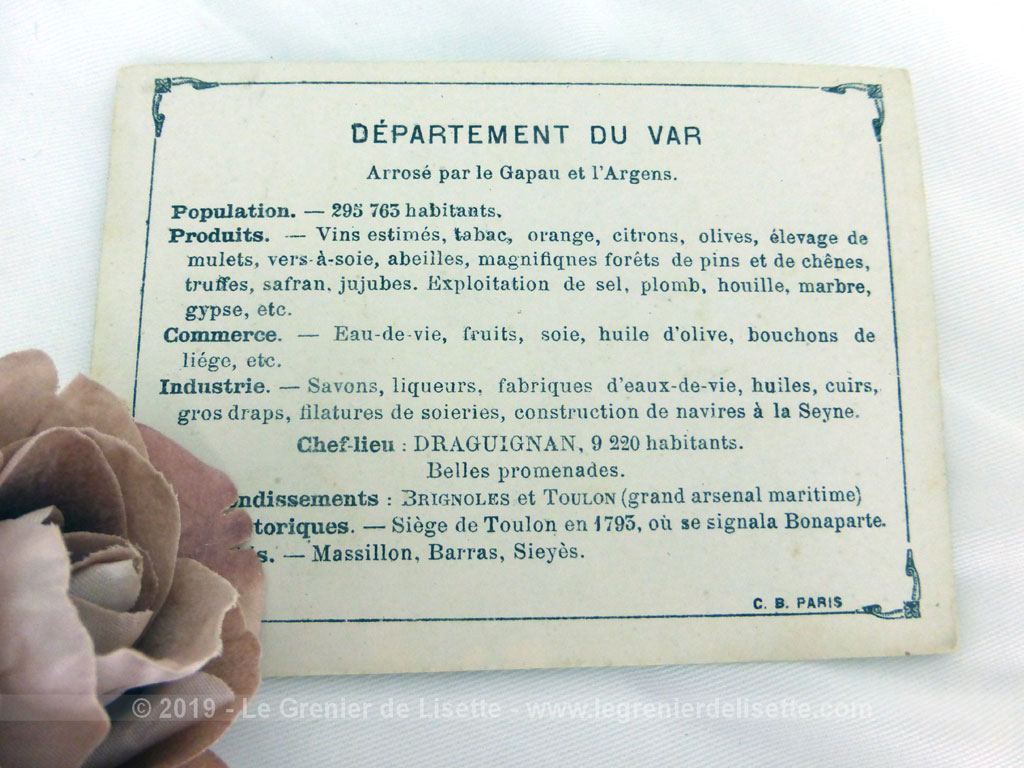 DÉPARTEMENT DU VAR
Arrosé par le Gapau et l'Argens.
Population. — 295 763 habitants.
Produits. — Vins estimés, tabac, orange, citrons, olives, élevage de
mulets, vers-à-soie, abeilles, magnifiques forêts de pins et de chênes,
truffes, safran, jujubes. Exploitation de sel, plomb, houille, marbre,
gypse, etc.
Commerce. — Eau-de-vie, fruits, soie, huile d'olive, bouchons de
liége, etc.
Industrie. — Savons, liqueurs, fabriques d'eaux-de-vie, huiles, cuirs,
gros draps, filatures de soieries, construction de navires à la Seyne.
Chef-lieu : DRAGUIGNAN, 9 220 habitants.
Belles promenades.
ndissements : BRIGNOLES et TOULON (grand arsenal maritime)
toriques. — Siège de Toulon en 1793, où se signala Bonaparte.
s. — Massillon, Barras, Sieyès.
C. B. PARIS
© 2019 - Le Grenier de Lisette - www.legrenierdelisette.com